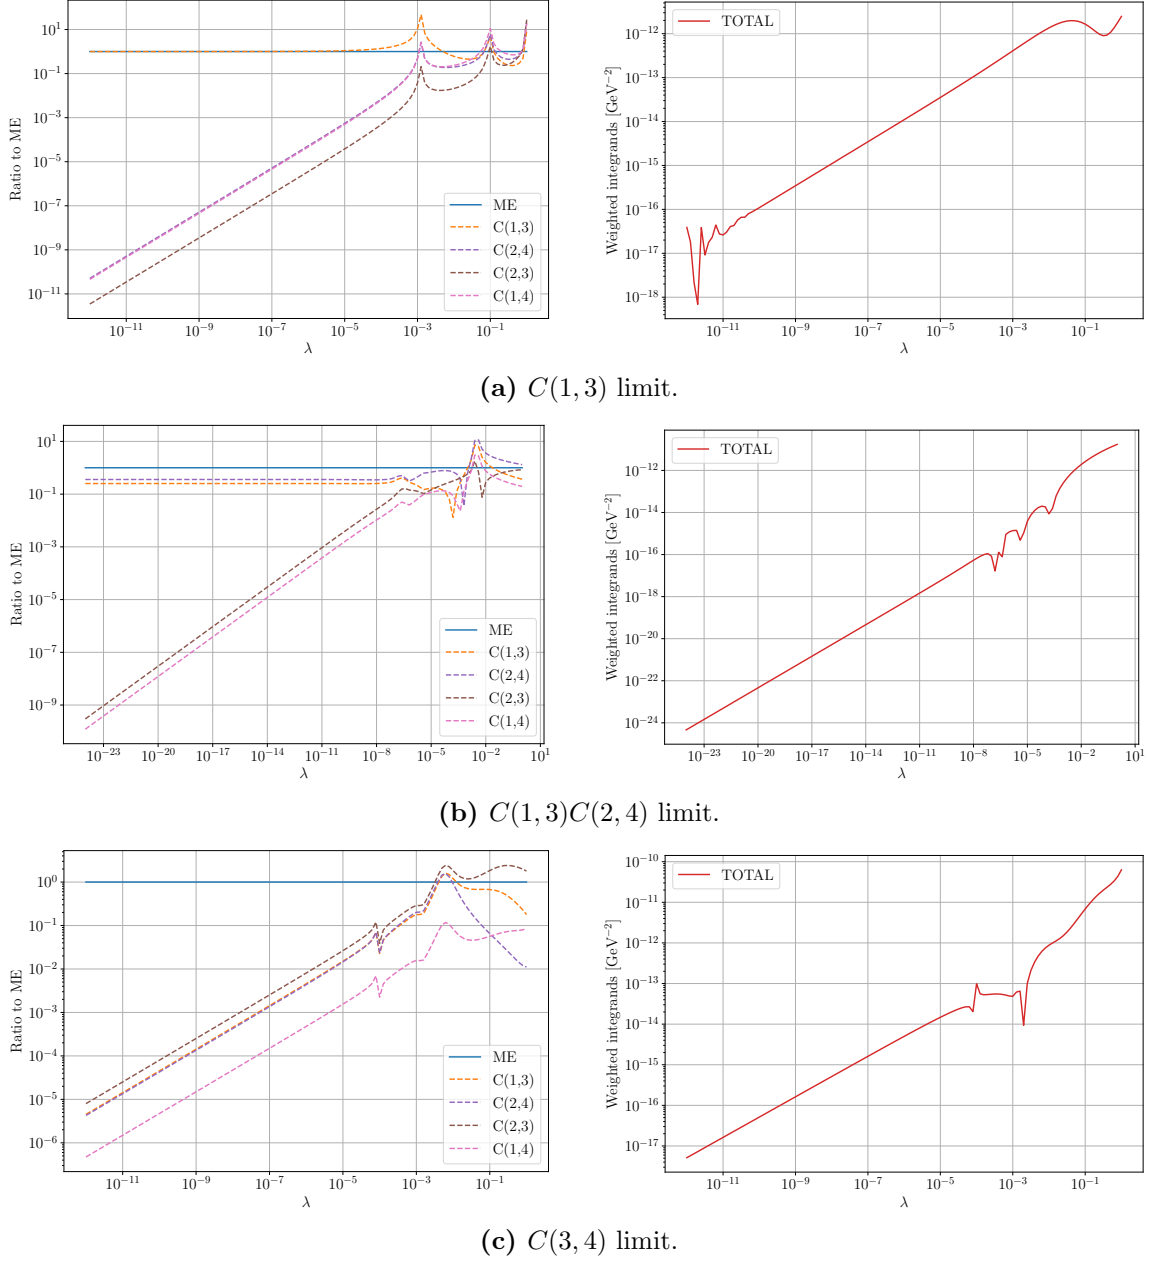 Ratio to ME
10^1
10^-1
10^-3
10^-5
10^-7
10^-9
10^-11
ME
C(1,3)
C(2,4)
C(2,3)
C(1,4)
10^-11 10^-9 10^-7 10^-5 10^-3 10^-1
λ
Weighted integrands [GeV^-2]
TOTAL
10^-12
10^-13
10^-14
10^-15
10^-16
10^-17
10^-18
10^-11 10^-9 10^-7 10^-5 10^-3 10^-1
λ
(a) C(1, 3) limit.
Ratio to ME
10^1
10^-1
10^-3
10^-5
10^-7
10^-9
ME
C(1,3)
C(2,4)
C(2,3)
C(1,4)
10^-23 10^-20 10^-17 10^-14 10^-11 10^-8 10^-5 10^-2 10^1
λ
Weighted integrands [GeV^-2]
TOTAL
10^-12
10^-14
10^-16
10^-18
10^-20
10^-22
10^-24
10^-23 10^-20 10^-17 10^-14 10^-11 10^-8 10^-5 10^-2 10^1
λ
(b) C(1, 3)C(2, 4) limit.
Ratio to ME
10^0
10^-1
10^-2
10^-3
10^-4
10^-5
10^-6
ME
C(1,3)
C(2,4)
C(2,3)
C(1,4)
10^-11 10^-9 10^-7 10^-5 10^-3 10^-1
λ
Weighted integrands [GeV^-2]
TOTAL
10^-10
10^-11
10^-12
10^-13
10^-14
10^-15
10^-16
10^-17
10^-11 10^-9 10^-7 10^-5 10^-3 10^-1
λ
(c) C(3, 4) limit.